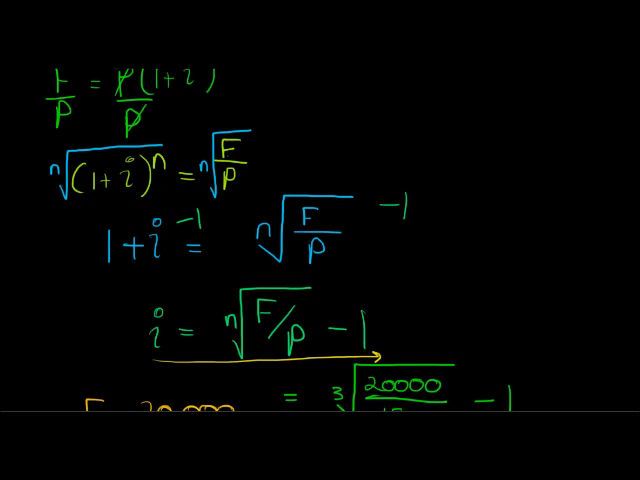 F/P = P(1+i)/P
ⁿ√(1+i)ⁿ = ⁿ√F/P
1+i -1 = ⁿ√F/P -1
i = ⁿ√F/P - 1
= ³√20000 - 1